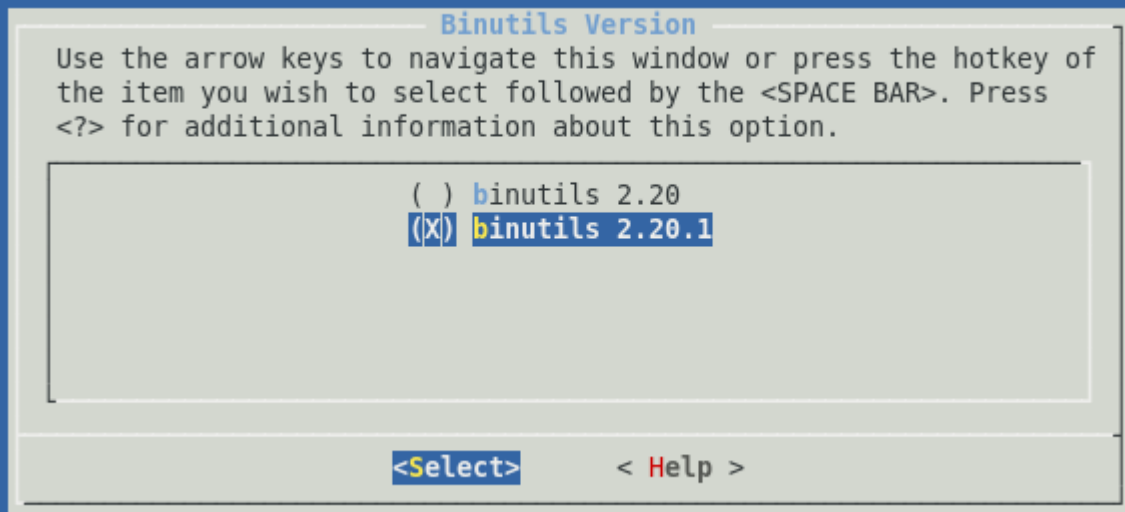 Binutils Version
Use the arrow keys to navigate this window or press the hotkey of
the item you wish to select followed by the <SPACE BAR>. Press
<?> for additional information about this option.
( ) binutils 2.20
(X) binutils 2.20.1
<Select> < Help >